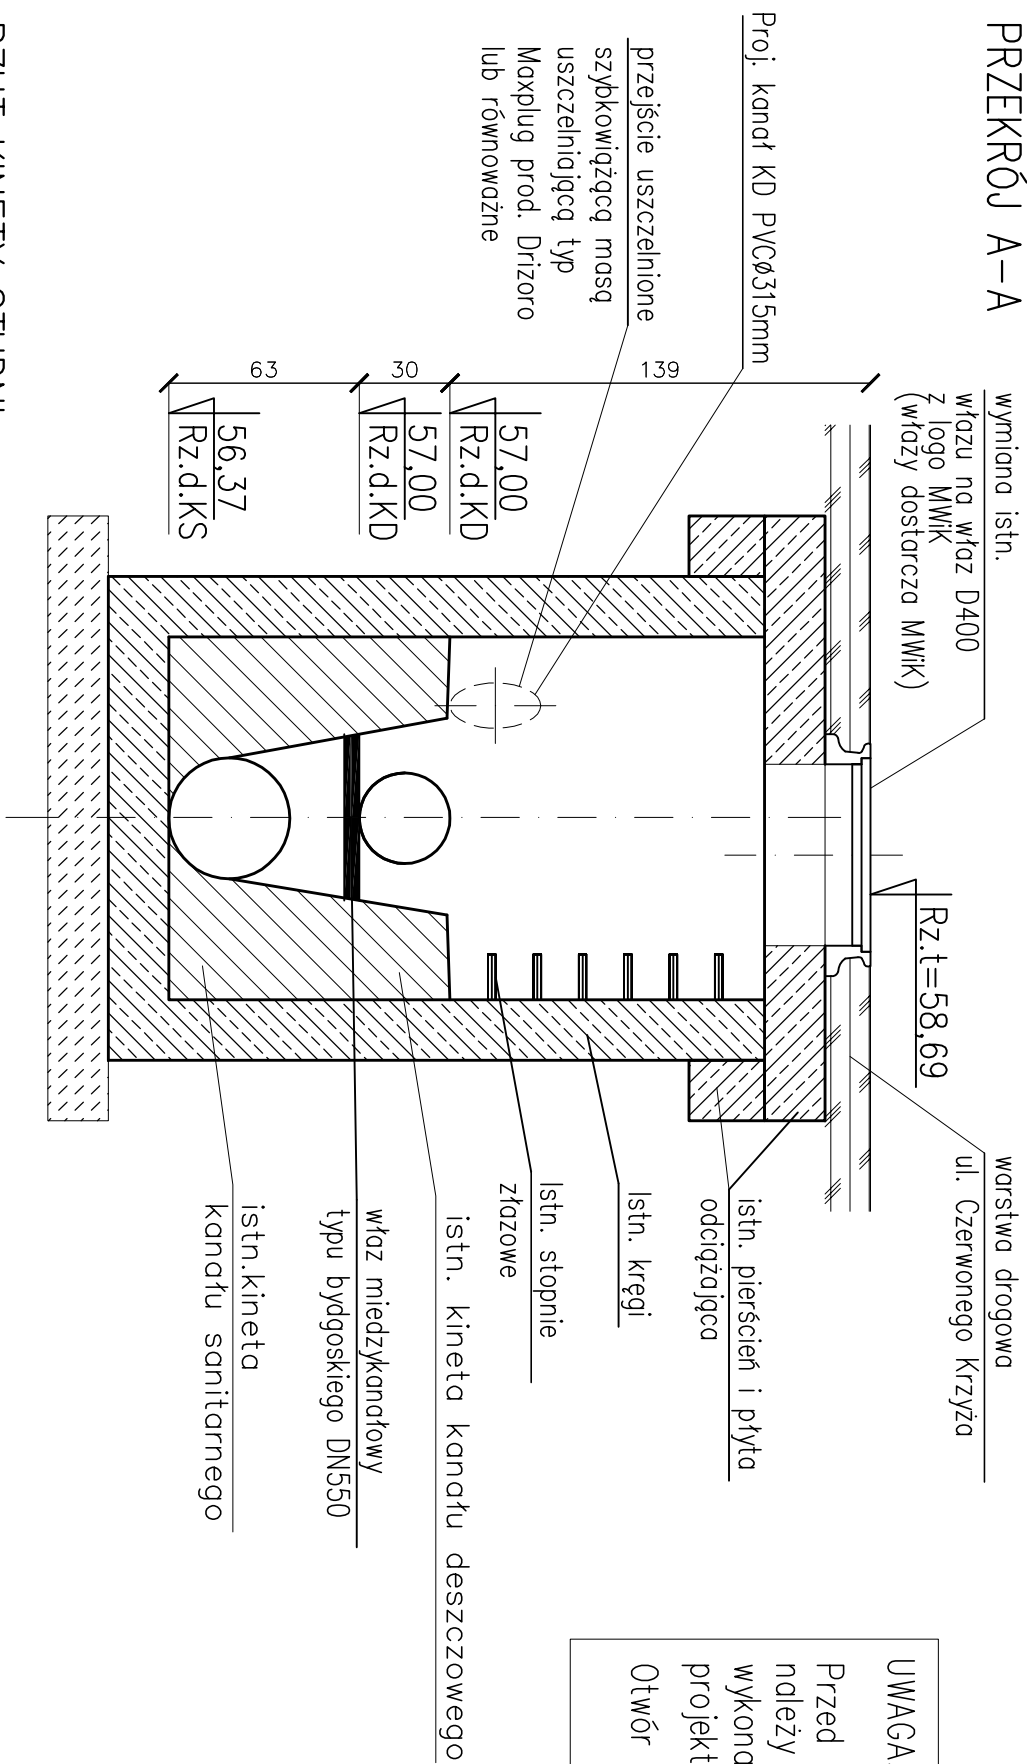 PRZEKRÓJ A-A
wymiana istn.
włazu na właz D400
z logo MWiK
(włazy dostarcza MWiK)
Proj. kanał KD PVCø315mm
przejście uszczelnione
szybkowiążącą masą
uszczelniającą typ
Maxplug prod. Drizoro
lub równoważne
139
30
63
57,00
Rz.d.KD
57,00
Rz.d.KD
56,37
Rz.d.KS
Rz.t=58,69
warstwa drogowa
ul. Czerwonego Krzyża
istn. pierścień i płyta
odciążająca
Istn. kręgi
Istn. stopnie
złazowe
istn. kineta kanału deszczowego
właz miedzykanałowy
typu bydgoskiego DN550
istn.kineta
kanału sanitarnego
UWAGA
Przed
należy
wykona
projekt
Otwór